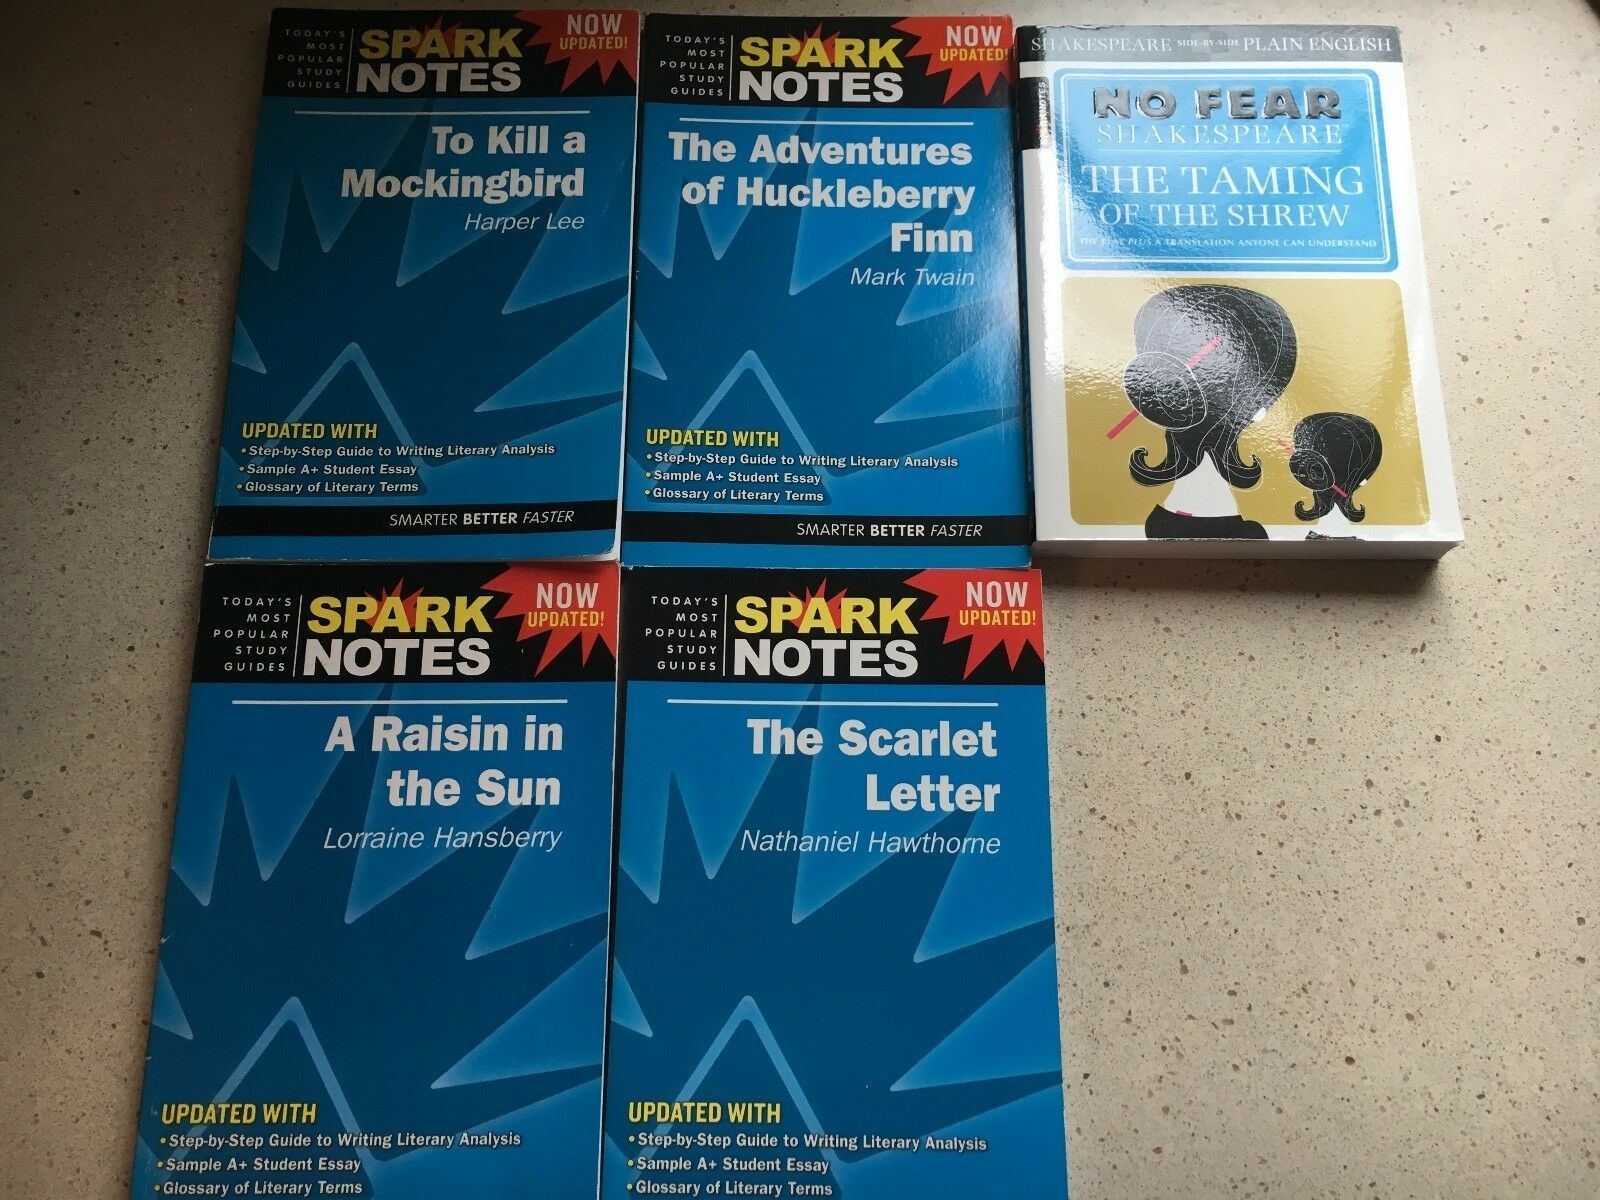 TODAY'S
MOST
POPULAR
STUDY
GUIDES
SPARK
NOTES
NOW
UPDATED!
To Kill a
Mockingbird
Harper Lee
UPDATED WITH
•Step-by-Step Guide to Writing Literary Analysis
•Sample A+ Student Essay
•Glossary of Literary Terms
SMARTER BETTER FASTER
TODAY'S
MOST
POPULAR
STUDY
GUIDES
SPARK
NOTES
NOW
UPDATED!
The Adventures
of Huckleberry
Finn
Mark Twain
UPDATED WITH
•Step-by-Step Guide to Writing Literary Analysis
•Sample A+ Student Essay
•Glossary of Literary Terms
SMARTER BETTER FASTER
SHAKESPEARE SIDE-BY-SIDE PLAIN ENGLISH
NO FEAR
SHAKESPEARE
THE TAMING
OF THE SHREW
THE PLAY PLUS A TRANSLATION ANYONE CAN UNDERSTAND
TODAY'S
MOST
POPULAR
STUDY
GUIDES
SPARK
NOTES
NOW
UPDATED!
A Raisin in
the Sun
Lorraine Hansberry
UPDATED WITH
•Step-by-Step Guide to Writing Literary Analysis
•Sample A+ Student Essay
•Glossary of Literary Terms
TODAY'S
MOST
POPULAR
STUDY
GUIDES
SPARK
NOTES
NOW
UPDATED!
The Scarlet
Letter
Nathaniel Hawthorne
UPDATED WITH
•Step-by-Step Guide to Writing Literary Analysis
•Sample A+ Student Essay
•Glossary of Literary Terms